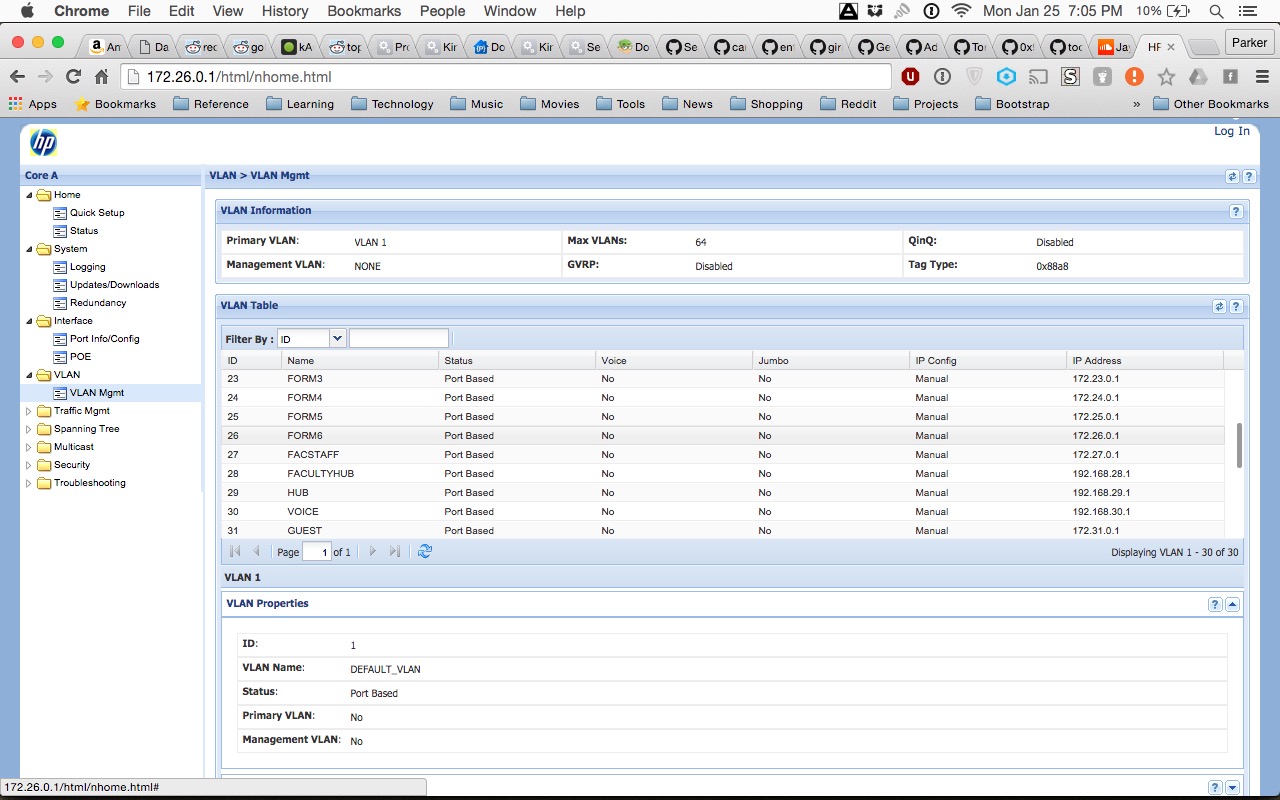 Chrome File Edit View History Bookmarks People Window Help Mon Jan 25 7:05 PM 10%
An Da rec go kA top Pro Kir Do Kir Se Do Se ca en gir Ge Ad To 0x too Ja HP Parker
172.26.0.1/html/nhome.html
Apps Bookmarks Reference Learning Technology Music Movies Tools News Shopping Reddit Projects Bootstrap » Other Bookmarks
hp
Log In
Core A
Home
Quick Setup
Status
System
Logging
Updates/Downloads
Redundancy
Interface
Port Info/Config
POE
VLAN
VLAN Mgmt
Traffic Mgmt
Spanning Tree
Multicast
Security
Troubleshooting
VLAN > VLAN Mgmt
VLAN Information
Primary VLAN: VLAN 1 Max VLANs: 64 QinQ: Disabled
Management VLAN: NONE GVRP: Disabled Tag Type: 0x88a8
VLAN Table
Filter By : ID
ID Name Status Voice Jumbo IP Config IP Address
23 FORM3 Port Based No No Manual 172.23.0.1
24 FORM4 Port Based No No Manual 172.24.0.1
25 FORM5 Port Based No No Manual 172.25.0.1
26 FORM6 Port Based No No Manual 172.26.0.1
27 FACSTAFF Port Based No No Manual 172.27.0.1
28 FACULTYHUB Port Based No No Manual 192.168.28.1
29 HUB Port Based No No Manual 192.168.29.1
30 VOICE Port Based No No Manual 192.168.30.1
31 GUEST Port Based No No Manual 172.31.0.1
Page 1 of 1 Displaying VLAN 1 - 30 of 30
VLAN 1
VLAN Properties
ID: 1
VLAN Name: DEFAULT_VLAN
Status: Port Based
Primary VLAN: No
Management VLAN: No
172.26.0.1/html/nhome.html#